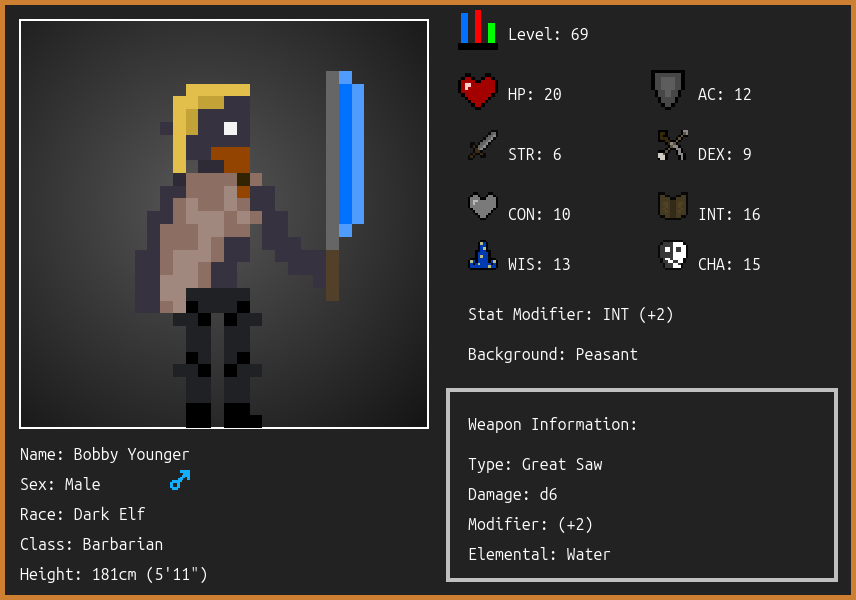 Level: 69
HP: 20
AC: 12
STR: 6
DEX: 9
CON: 10
INT: 16
WIS: 13
CHA: 15
Stat Modifier: INT (+2)
Background: Peasant
Weapon Information:
Type: Great Saw
Damage: d6
Modifier: (+2)
Elemental: Water
Name: Bobby Younger
Sex: Male
Race: Dark Elf
Class: Barbarian
Height: 181cm (5'11")